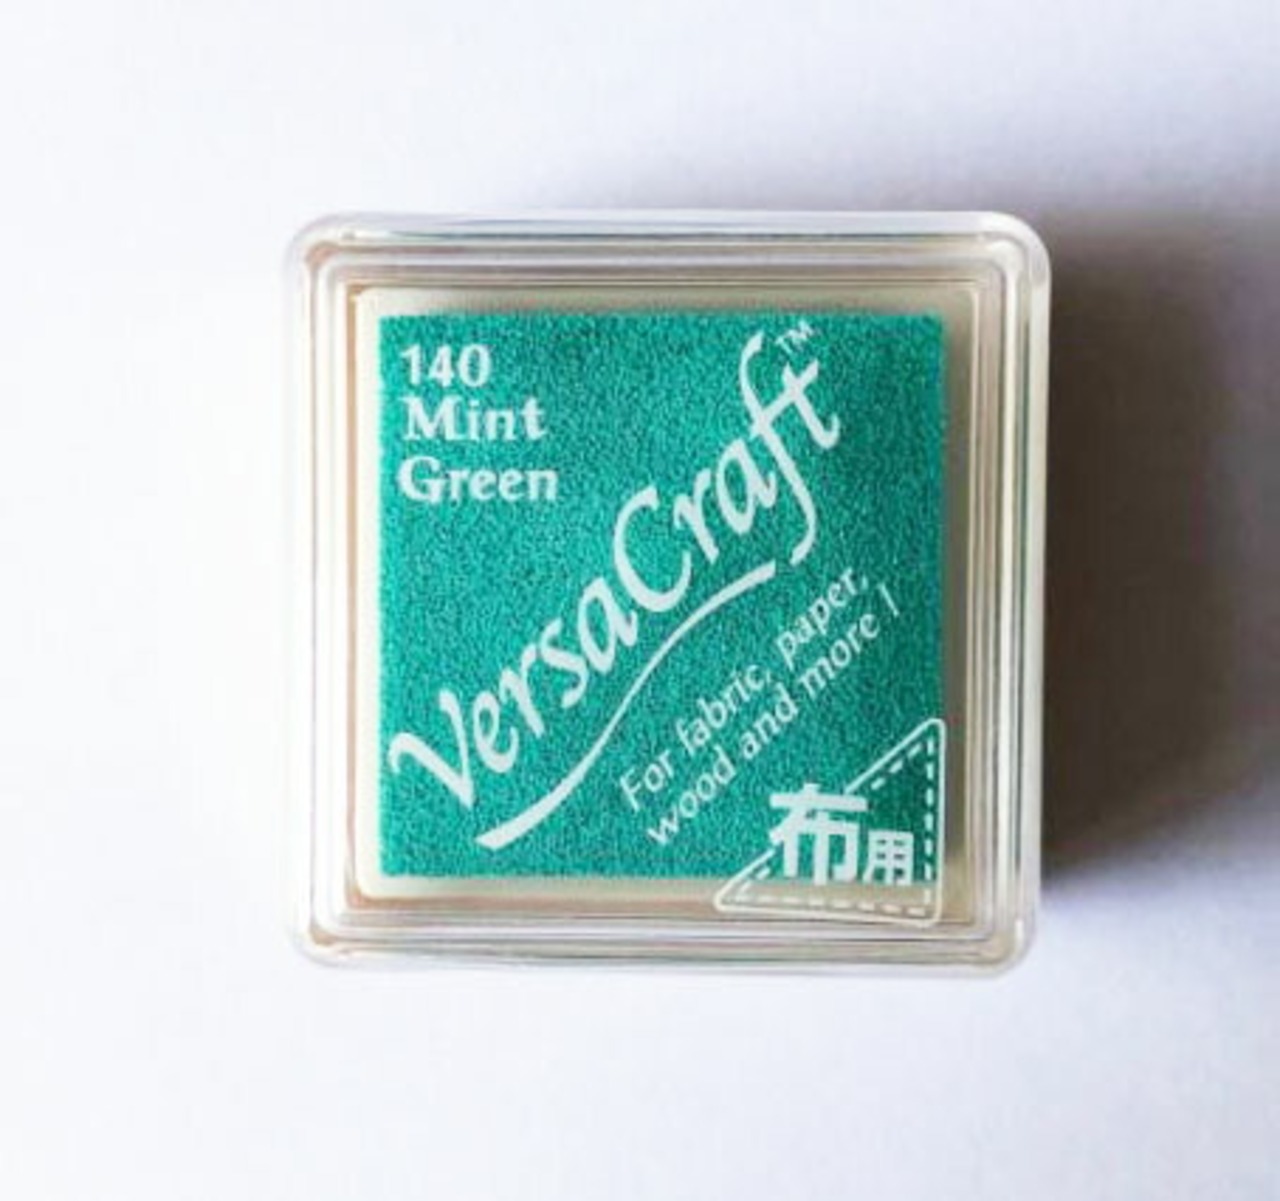 140
Mint
Green
VersaCraft™
For fabric, paper,
wood and more !
布用